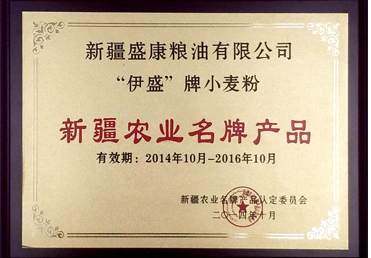 新疆盛康粮油有限公司
“伊盛”牌小麦粉
新疆农业名牌产品
有效期：2014年10月-2016年10月
新疆农业名牌产品认定委员会
二〇一四年十月